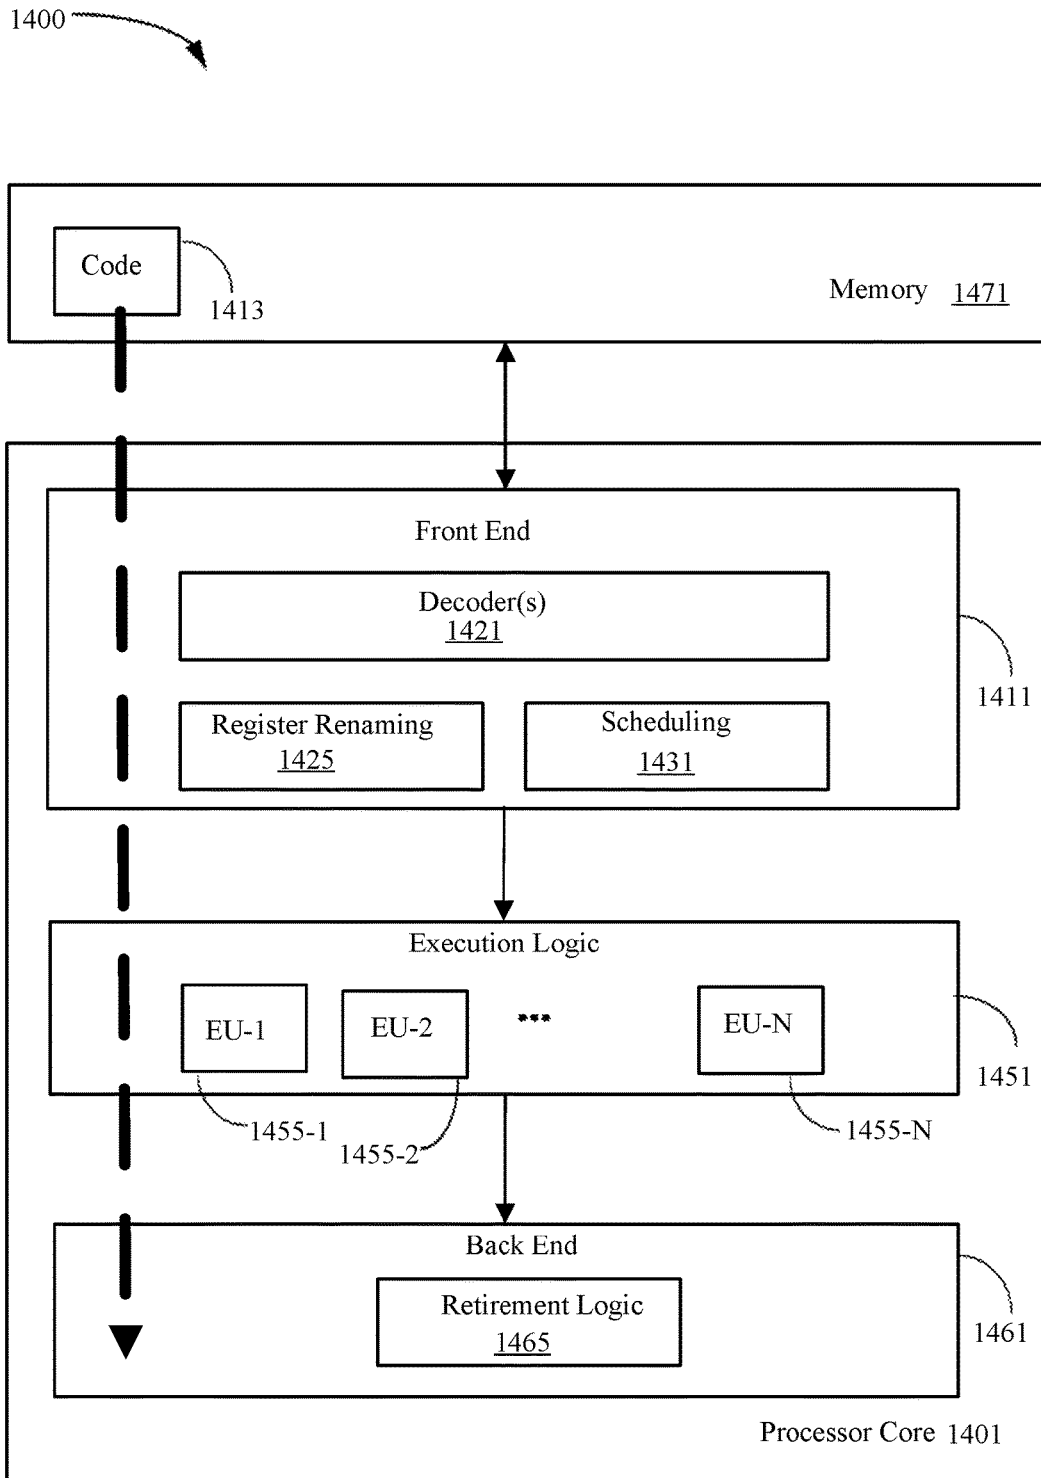 1400
Code
1413
Memory 1471
Front End
Decoder(s)
1421
1411
Register Renaming
1425
Scheduling
1431
Execution Logic
EU-1
EU-2
...
EU-N
1451
1455-1
1455-2
1455-N
Back End
Retirement Logic
1465
1461
Processor Core 1401